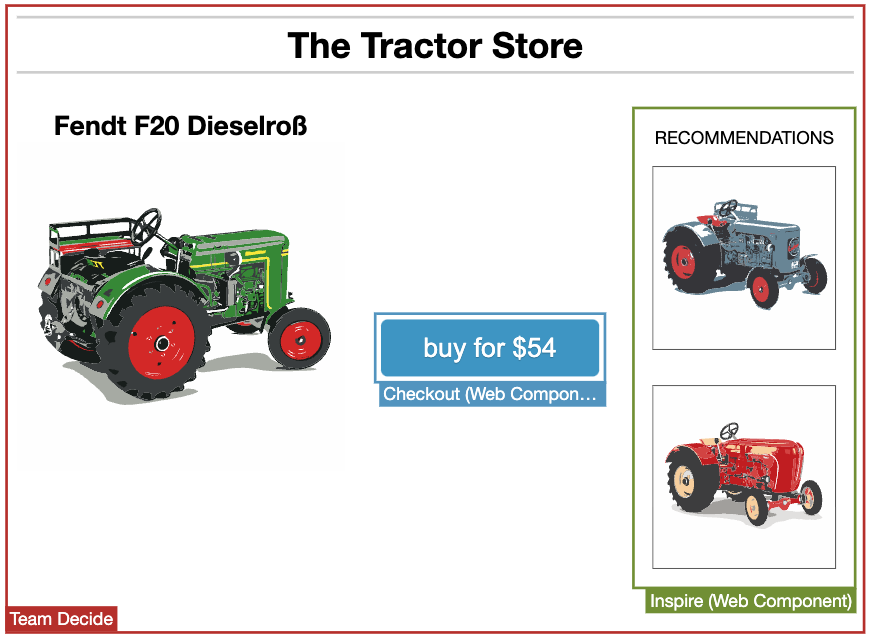 The Tractor Store
Fendt F20 Dieselroß
RECOMMENDATIONS
buy for $54
Checkout (Web Compon…
Inspire (Web Component)
Team Decide